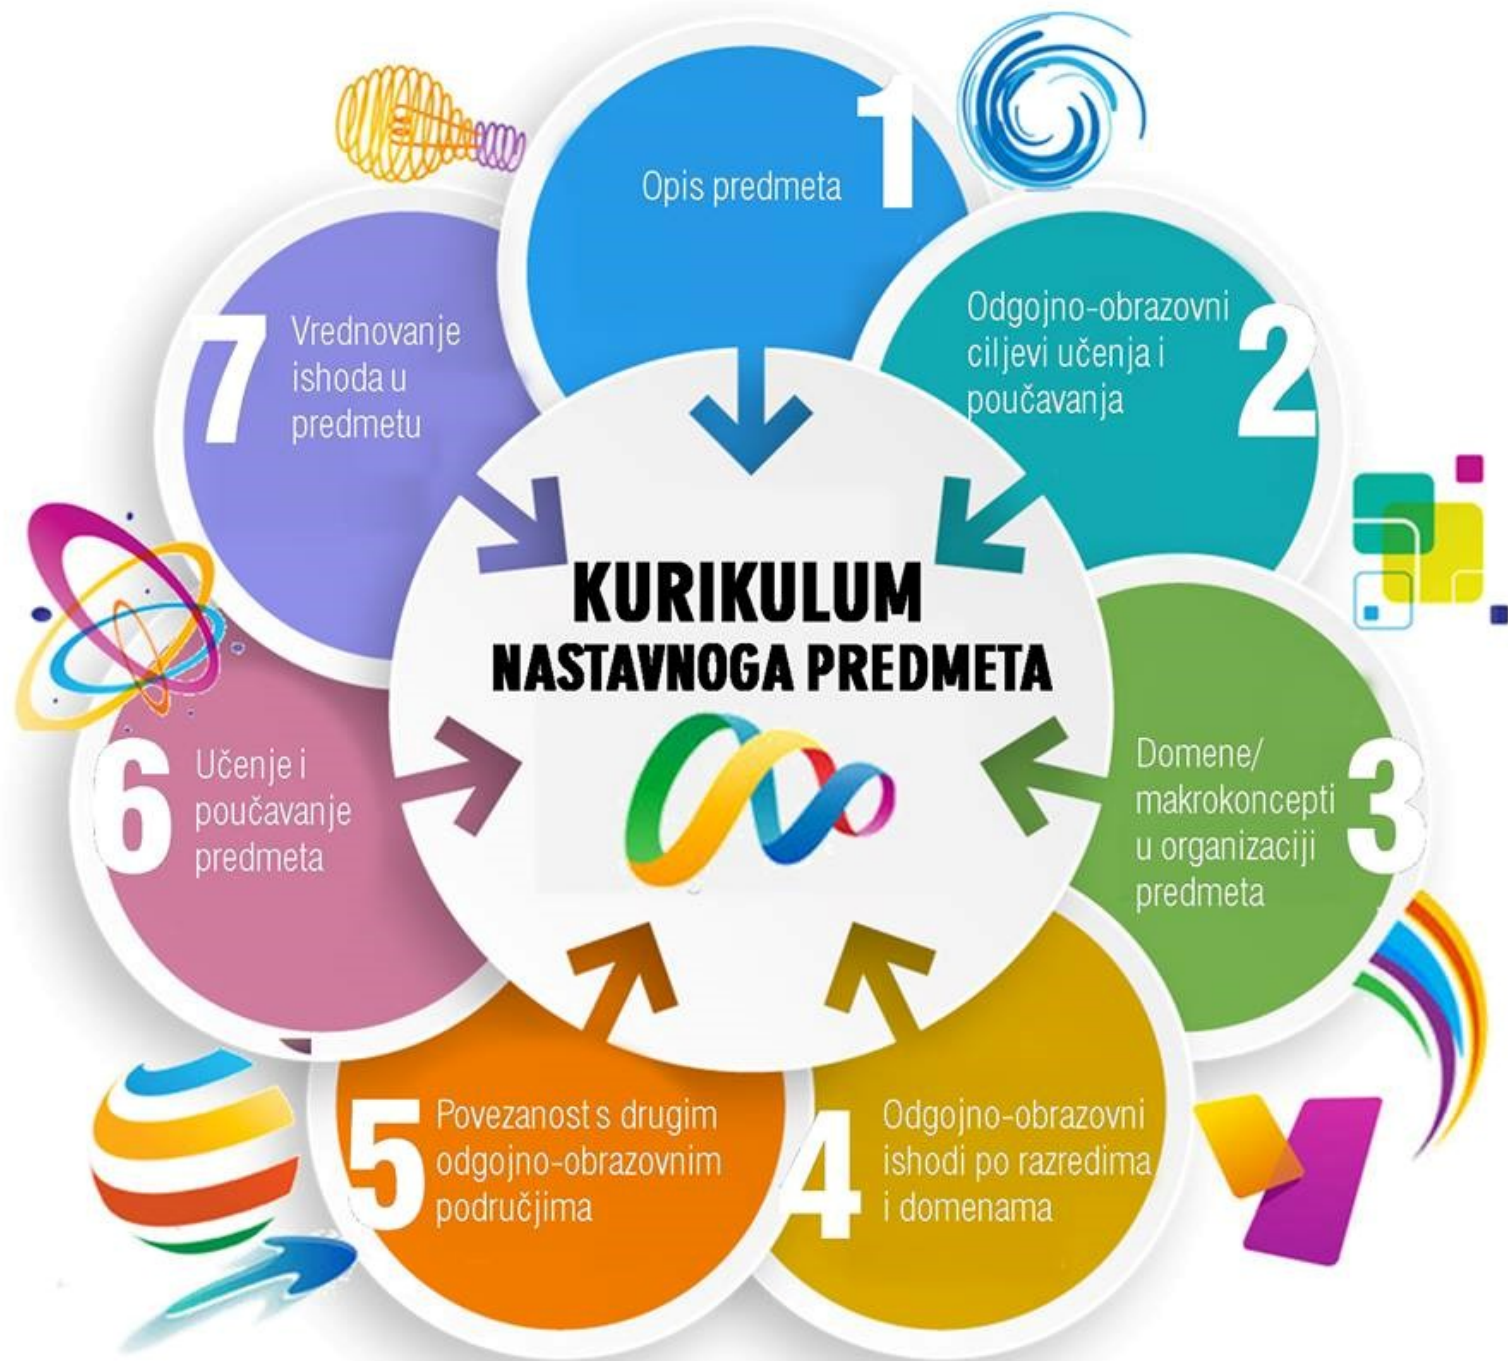 1
Opis predmeta
2
Odgojno-obrazovni
ciljevi učenja i
poučavanja
3
Domene/
makrokoncepti
u organizaciji
predmeta
4
Odgojno-obrazovni
ishodi po razredima
i domenama
5
Povezanost s drugim
odgojno-obrazovnim
područjima
6
Učenje i
poučavanje
predmeta
7
Vrednovanje
ishoda u
predmetu
KURIKULUM
NASTAVNOGA PREDMETA